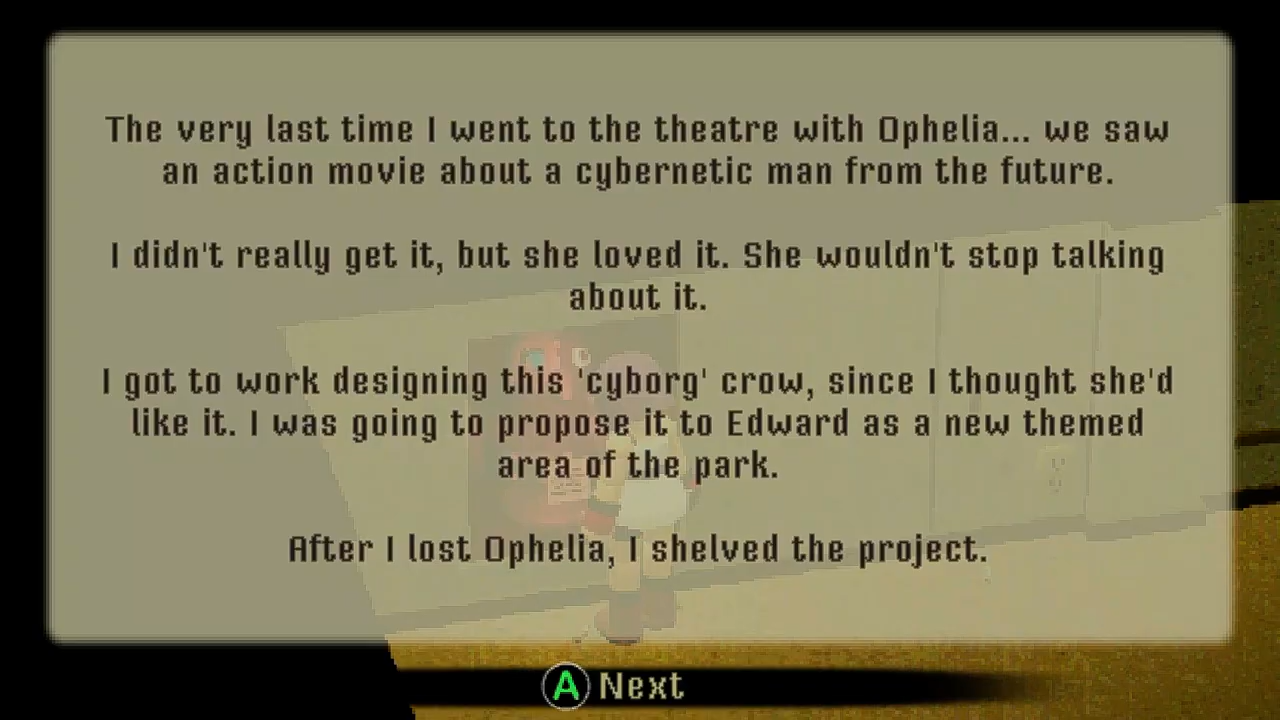 The very last time I went to the theatre with Ophelia... we saw
an action movie about a cybernetic man from the future.
I didn't really get it, but she loved it. She wouldn't stop talking
about it.
I got to work designing this 'cyborg' crow, since I thought she'd
like it. I was going to propose it to Edward as a new themed
area of the park.
After I lost Ophelia, I shelved the project.
A Next